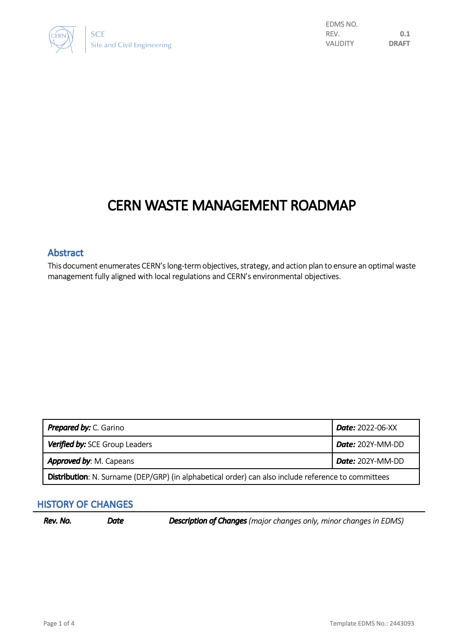 CERN
SCE
Site and Civil Engineering
EDMS NO.
REV. 0.1
VALIDITY DRAFT
CERN WASTE MANAGEMENT ROADMAP
Abstract
This document enumerates CERN's long-term objectives, strategy, and action plan to ensure an optimal waste
management fully aligned with local regulations and CERN's environmental objectives.
Prepared by: C. Garino Date: 2022-06-XX
Verified by: SCE Group Leaders Date: 202Y-MM-DD
Approved by: M. Capeans Date: 202Y-MM-DD
Distribution: N. Surname (DEP/GRP) (in alphabetical order) can also include reference to committees
HISTORY OF CHANGES
Rev. No. Date Description of Changes (major changes only, minor changes in EDMS)
Page 1 of 4 Template EDMS No.: 2443093